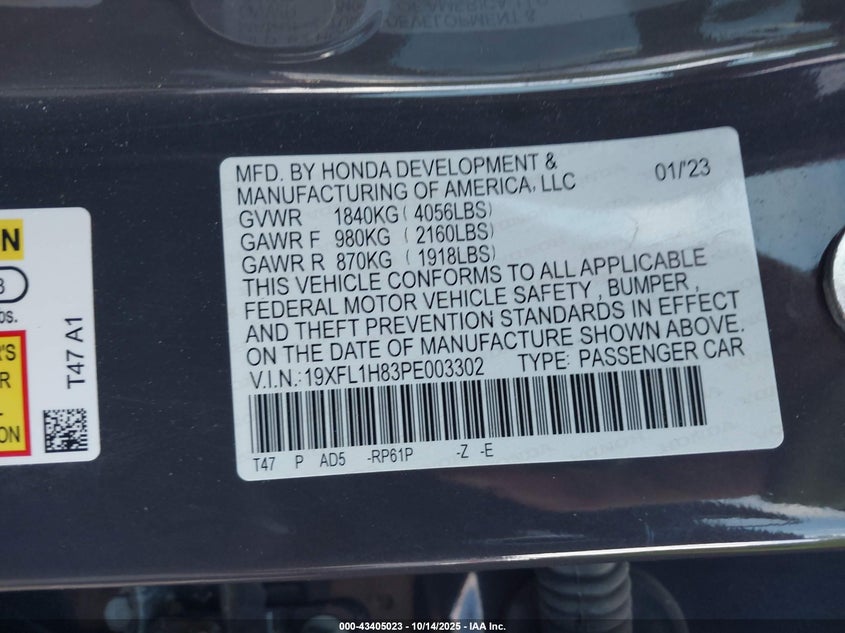 MFD. BY HONDA DEVELOPMENT &
MANUFACTURING OF AMERICA, LLC 01/'23
GVWR 1840KG ( 4056LBS)
GAWR F 980KG ( 2160LBS)
GAWR R 870KG ( 1918LBS)
THIS VEHICLE CONFORMS TO ALL APPLICABLE
FEDERAL MOTOR VEHICLE SAFETY , BUMPER ,
AND THEFT PREVENTION STANDARDS IN EFFECT
ON THE DATE OF MANUFACTURE SHOWN ABOVE.
V.I.N.: 19XFL1H83PE003302 TYPE: PASSENGER CAR
T47 P AD5 -RP61P -Z -E
T47 A1
000-43405023 - 10/14/2025 - IAA Inc.